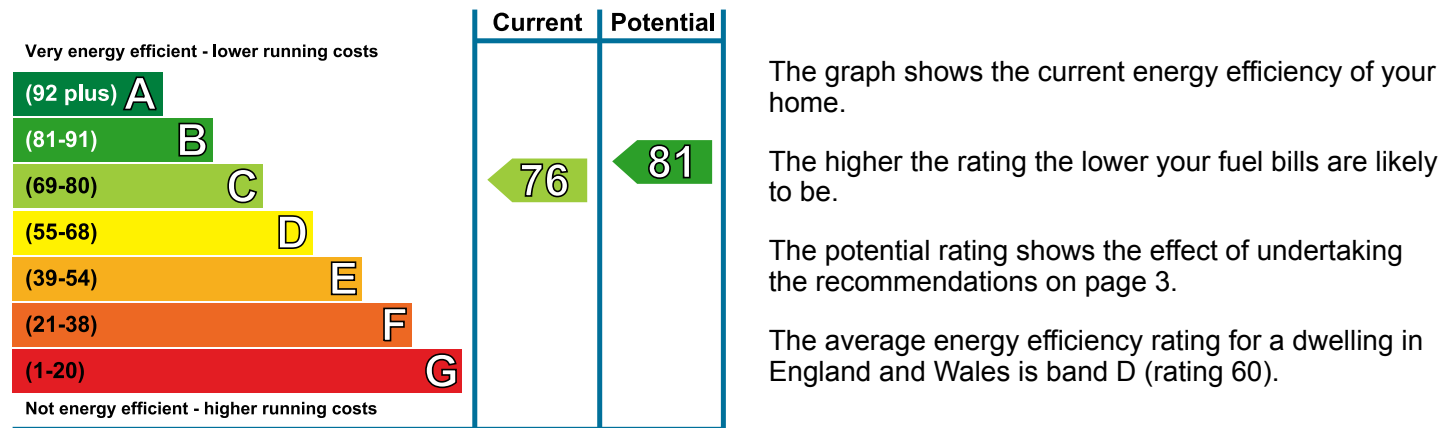 Current Potential
Very energy efficient - lower running costs
(92 plus) A
(81-91) B
(69-80) C
(55-68) D
(39-54) E
(21-38) F
(1-20) G
Not energy efficient - higher running costs
76
81
The graph shows the current energy efficiency of your
home.
The higher the rating the lower your fuel bills are likely
to be.
The potential rating shows the effect of undertaking
the recommendations on page 3.
The average energy efficiency rating for a dwelling in
England and Wales is band D (rating 60).